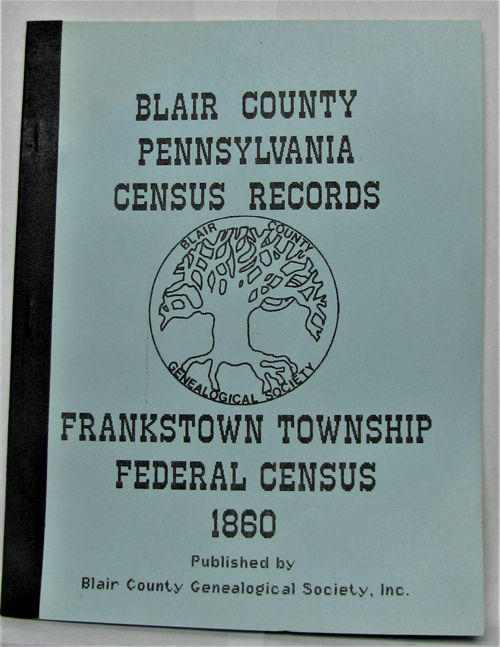 BLAIR COUNTY
PENNSYLVANIA
CENSUS RECORDS
BLAIR COUNTY
GENEALOGICAL SOCIETY
FRANKSTOWN TOWNSHIP
FEDERAL CENSUS
1860
Published by
Blair County Genealogical Society, Inc.